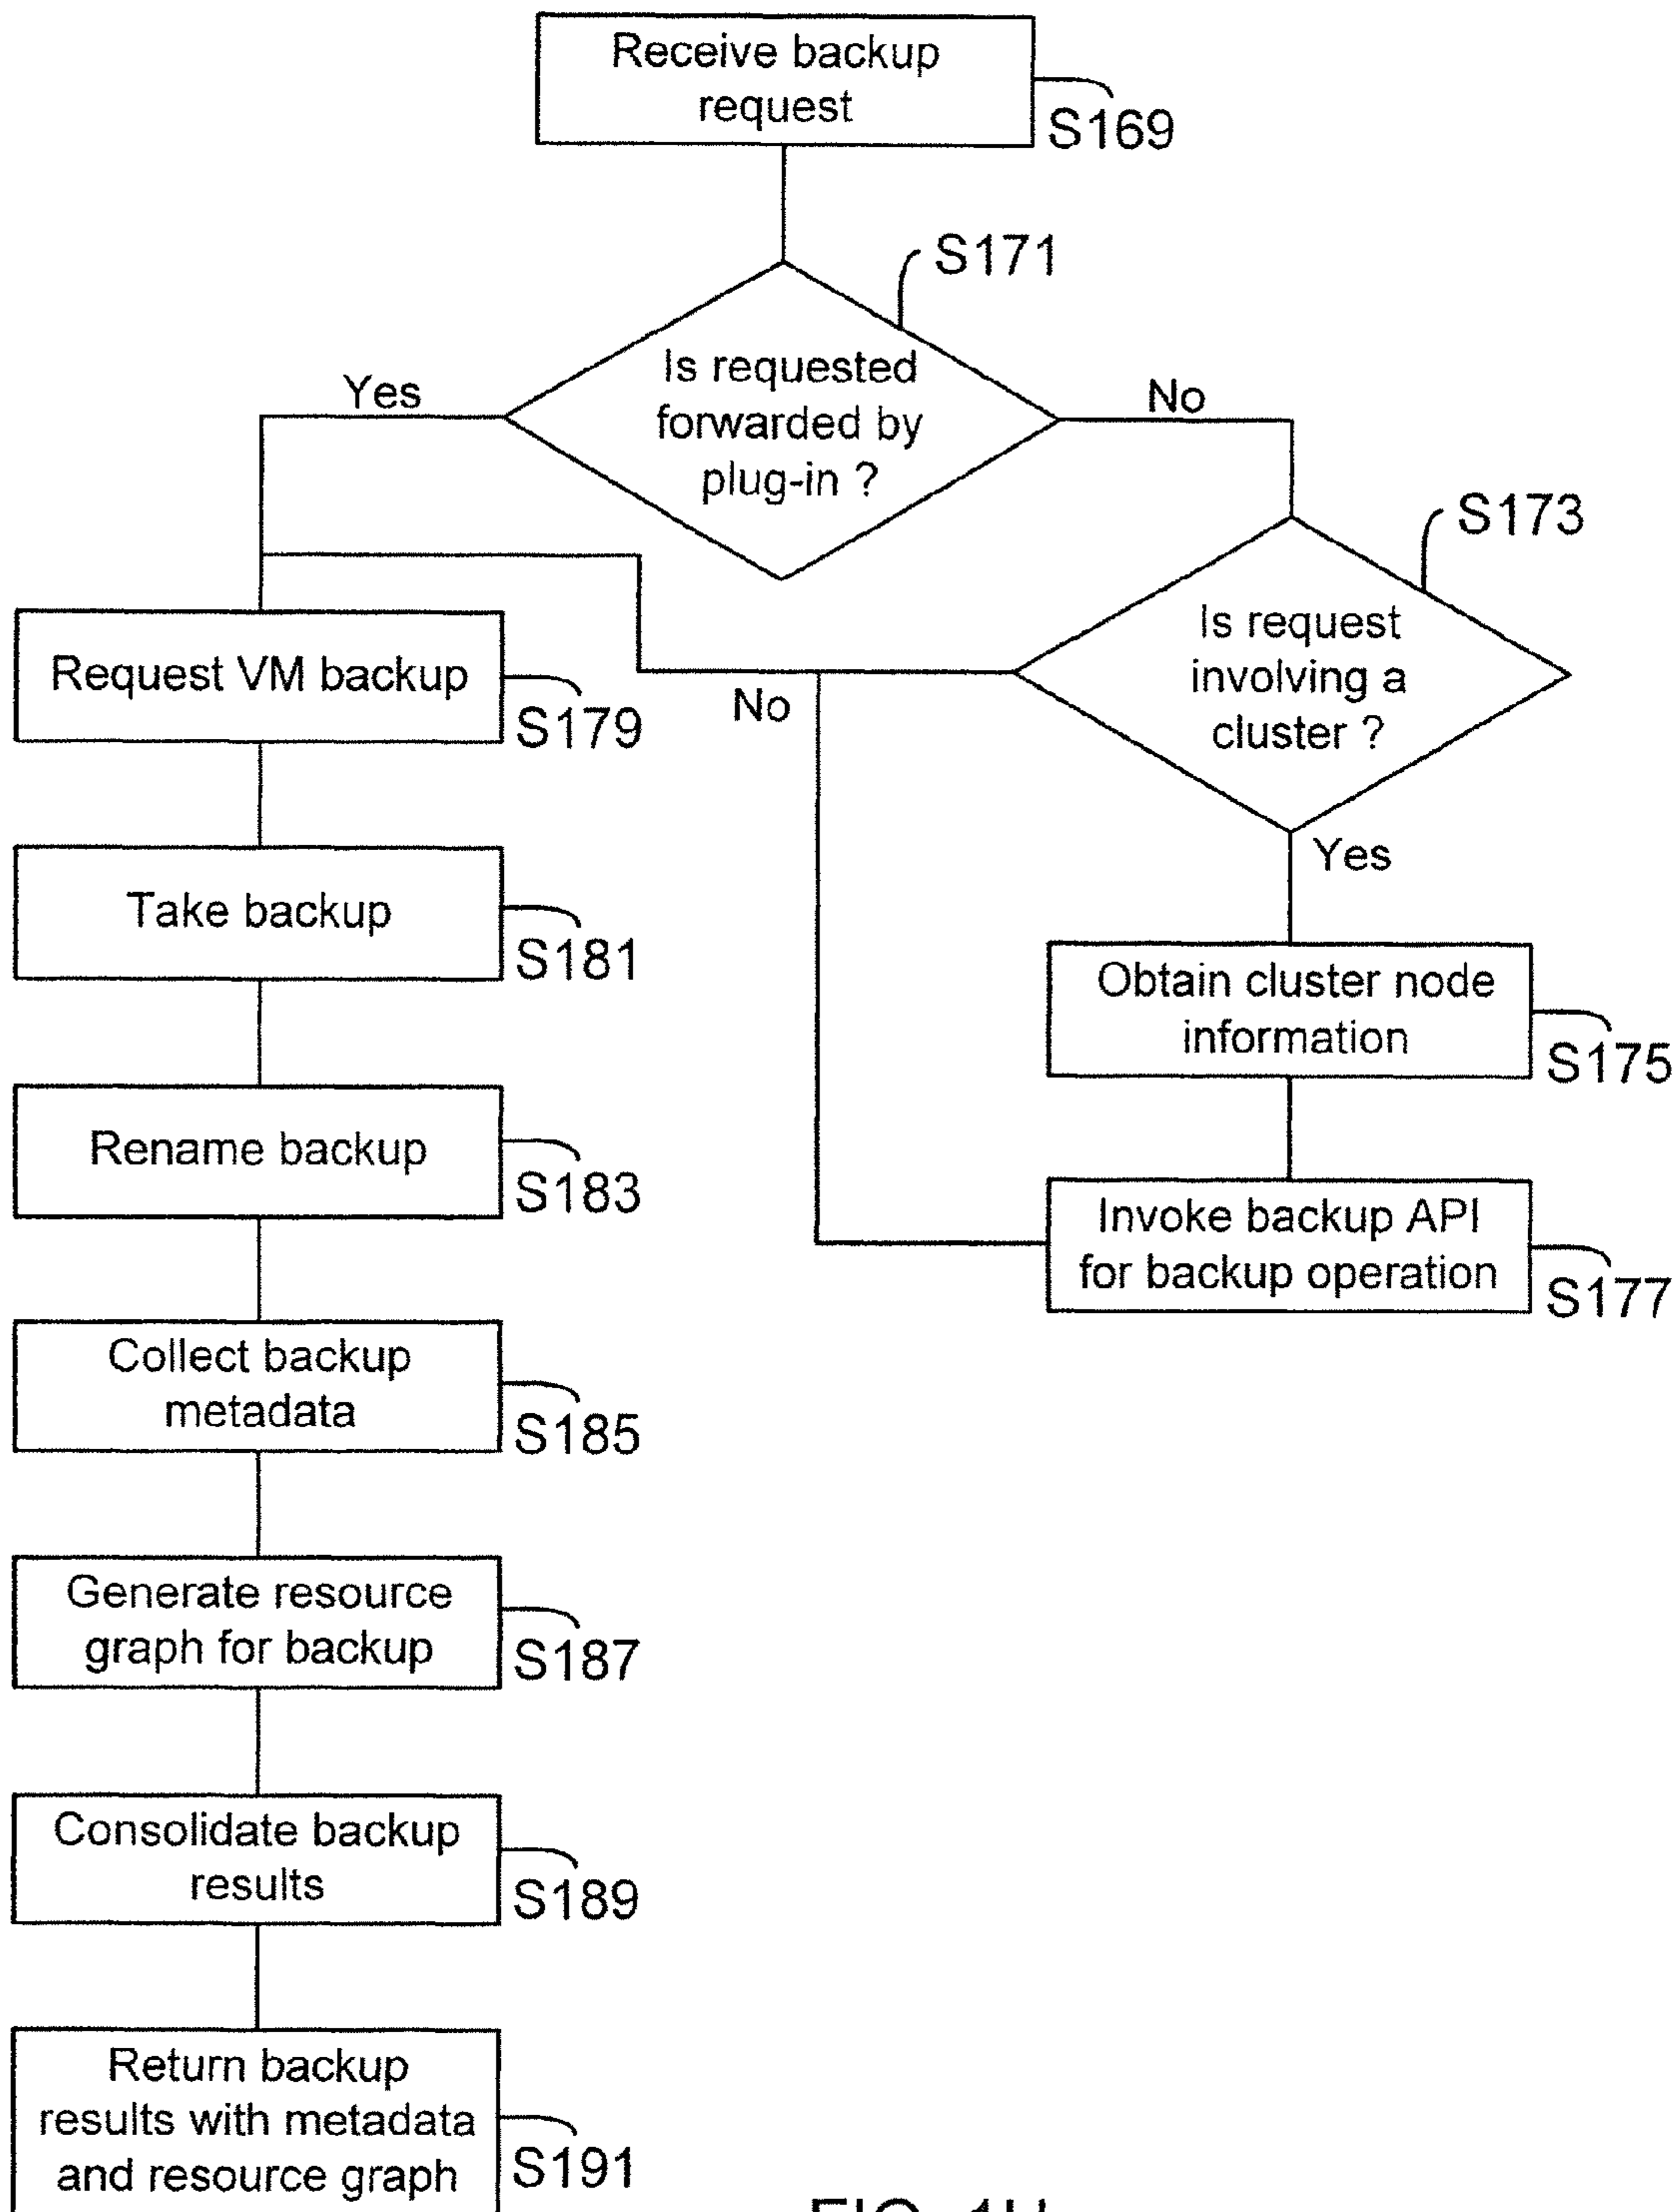 Receive backup
request
S169
S171
Is requested
forwarded by
plug-in ?
Yes
No
S173
Is request
involving a
cluster ?
No
Yes
Request VM backup
S179
Take backup
S181
Obtain cluster node
information
S175
Rename backup
S183
Invoke backup API
for backup operation
S177
Collect backup
metadata
S185
Generate resource
graph for backup
S187
Consolidate backup
results
S189
Return backup
results with metadata
and resource graph
S191